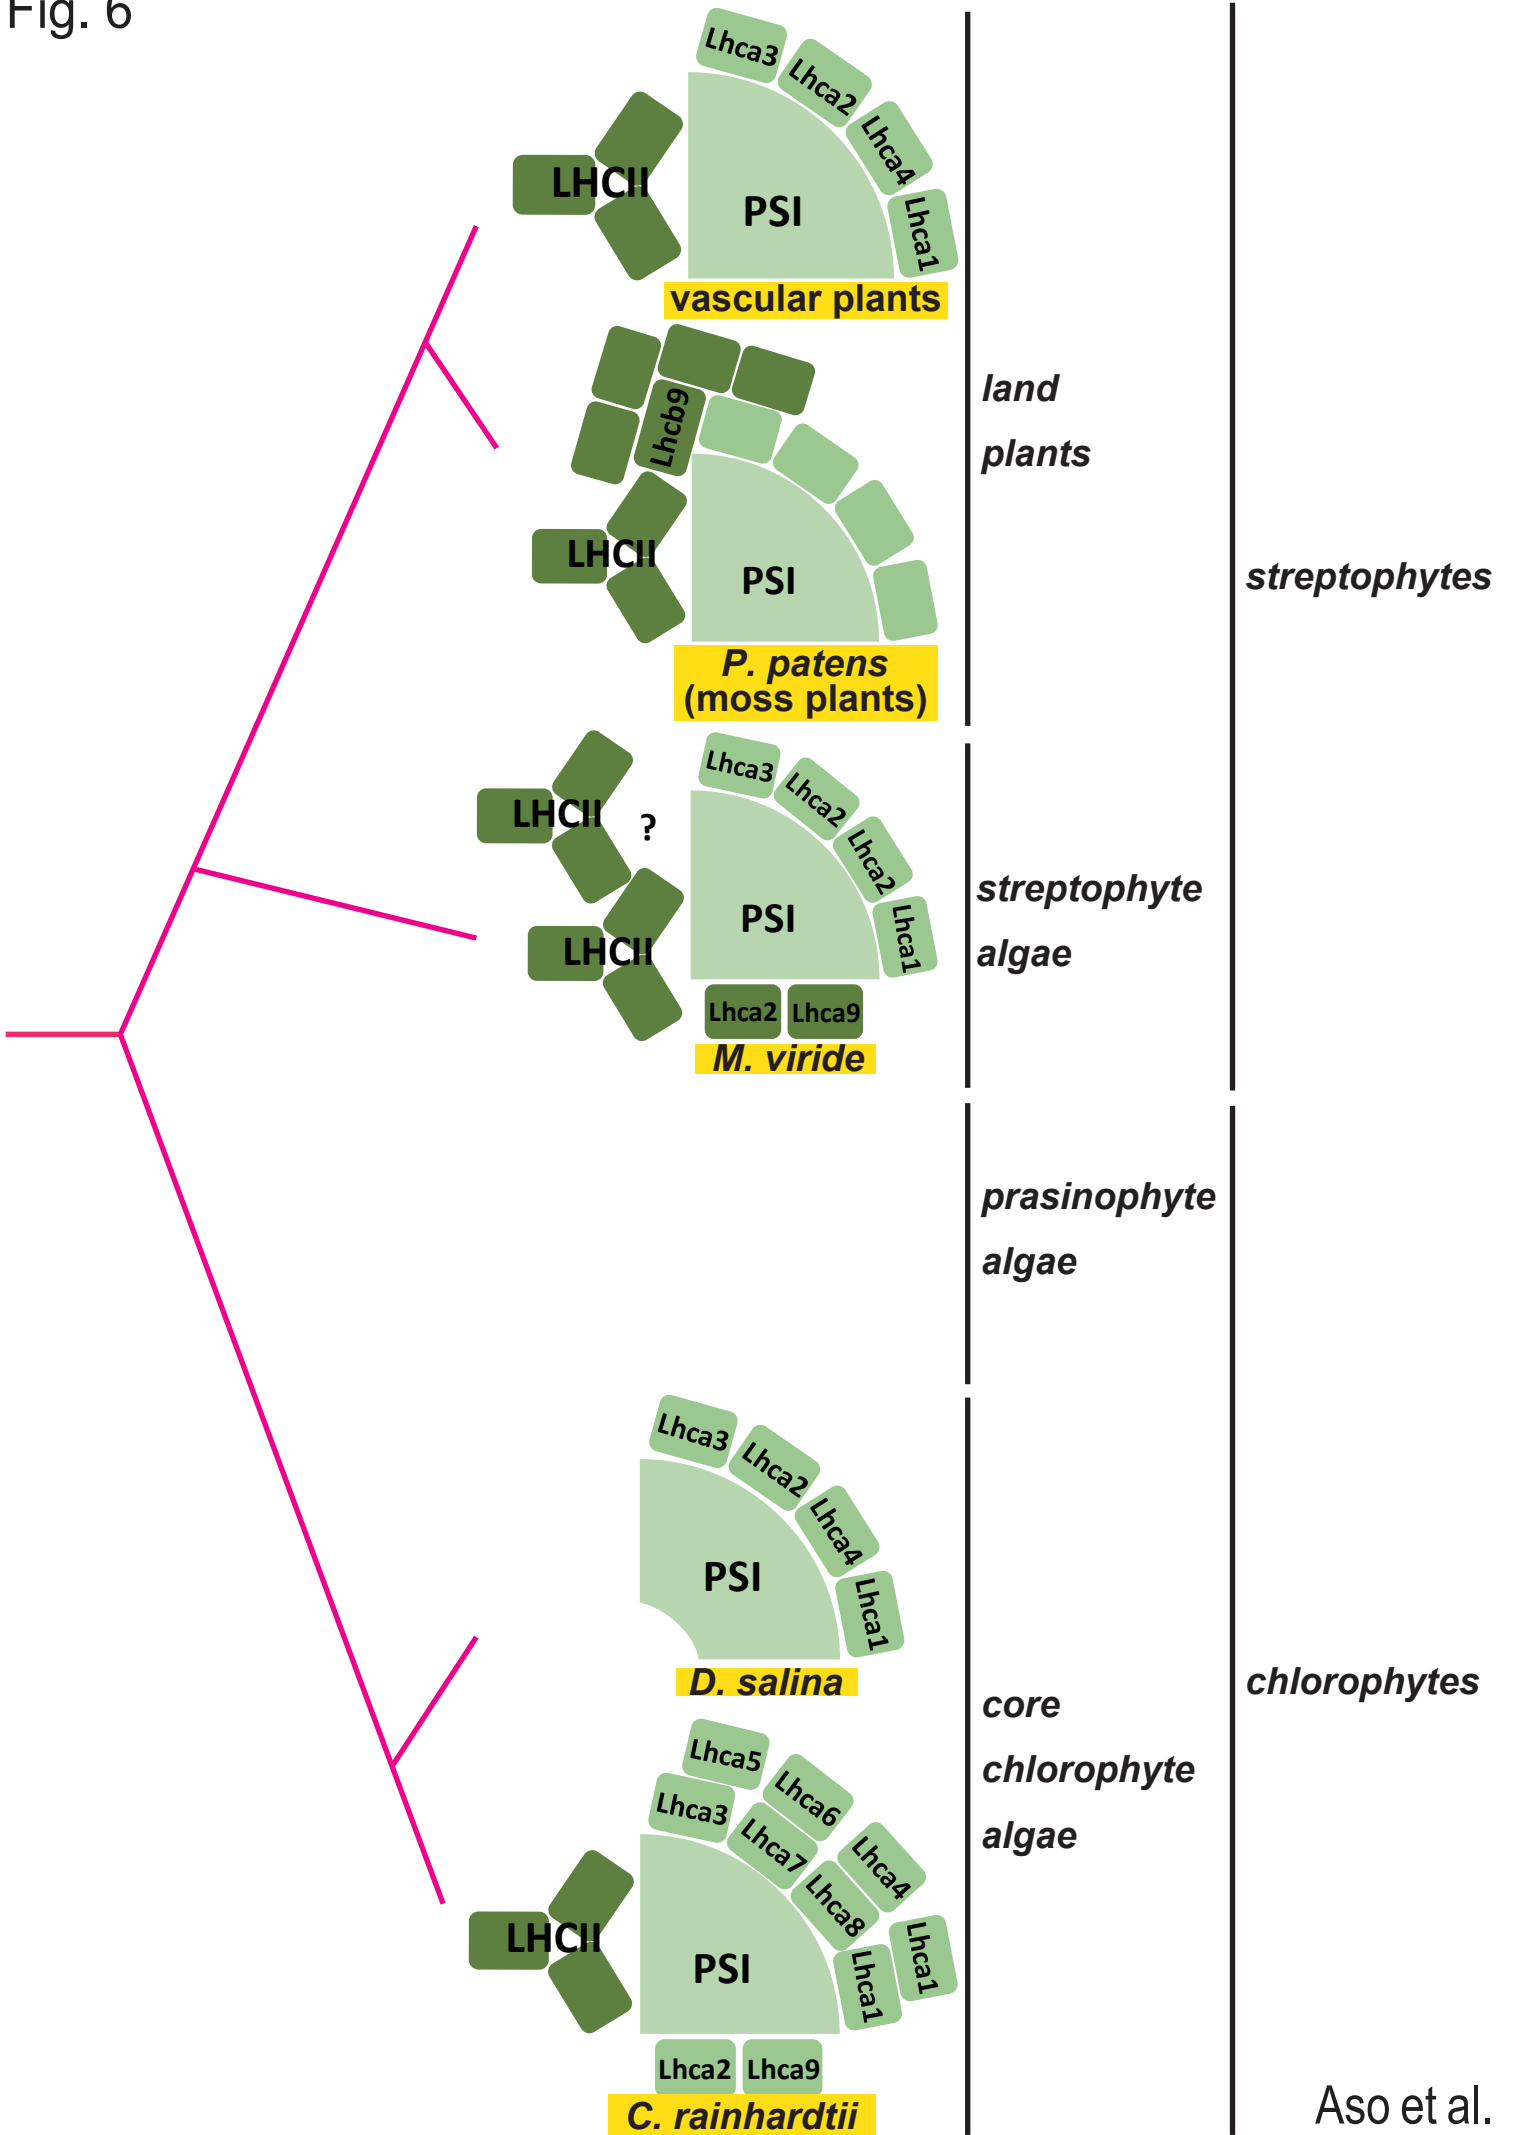 Fig. 6
Lhca3
Lhca2
Lhca4
Lhca1
LHCII
PSI
vascular plants
Lhcb9
LHCII
PSI
P. patens
(moss plants)
land
plants
streptophytes
Lhca3
Lhca2
Lhca2
Lhca1
LHCII
?
LHCII
PSI
Lhca2
Lhca9
M. viride
streptophyte
algae
prasinophyte
algae
Lhca3
Lhca2
Lhca4
Lhca1
PSI
D. salina
core
chlorophyte
algae
chlorophytes
Lhca5
Lhca6
Lhca4
Lhca1
Lhca3
Lhca7
Lhca8
Lhca1
LHCII
PSI
Lhca2
Lhca9
C. rainhardtii
Aso et al.